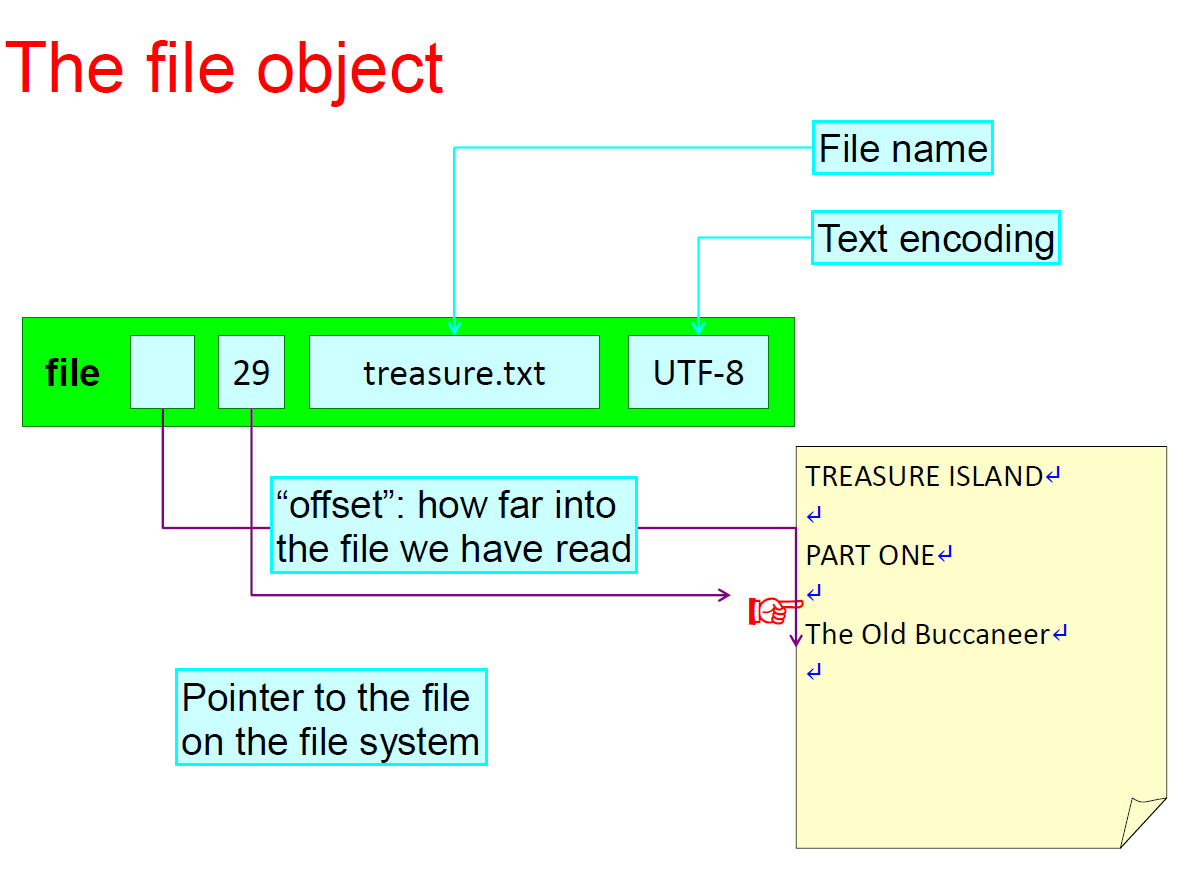 The file object
File name
Text encoding
file
29
treasure.txt
UTF-8
“offset”: how far into
the file we have read
TREASURE ISLAND↵
↵
PART ONE↵
↵
The Old Buccaneer↵
↵
Pointer to the file
on the file system